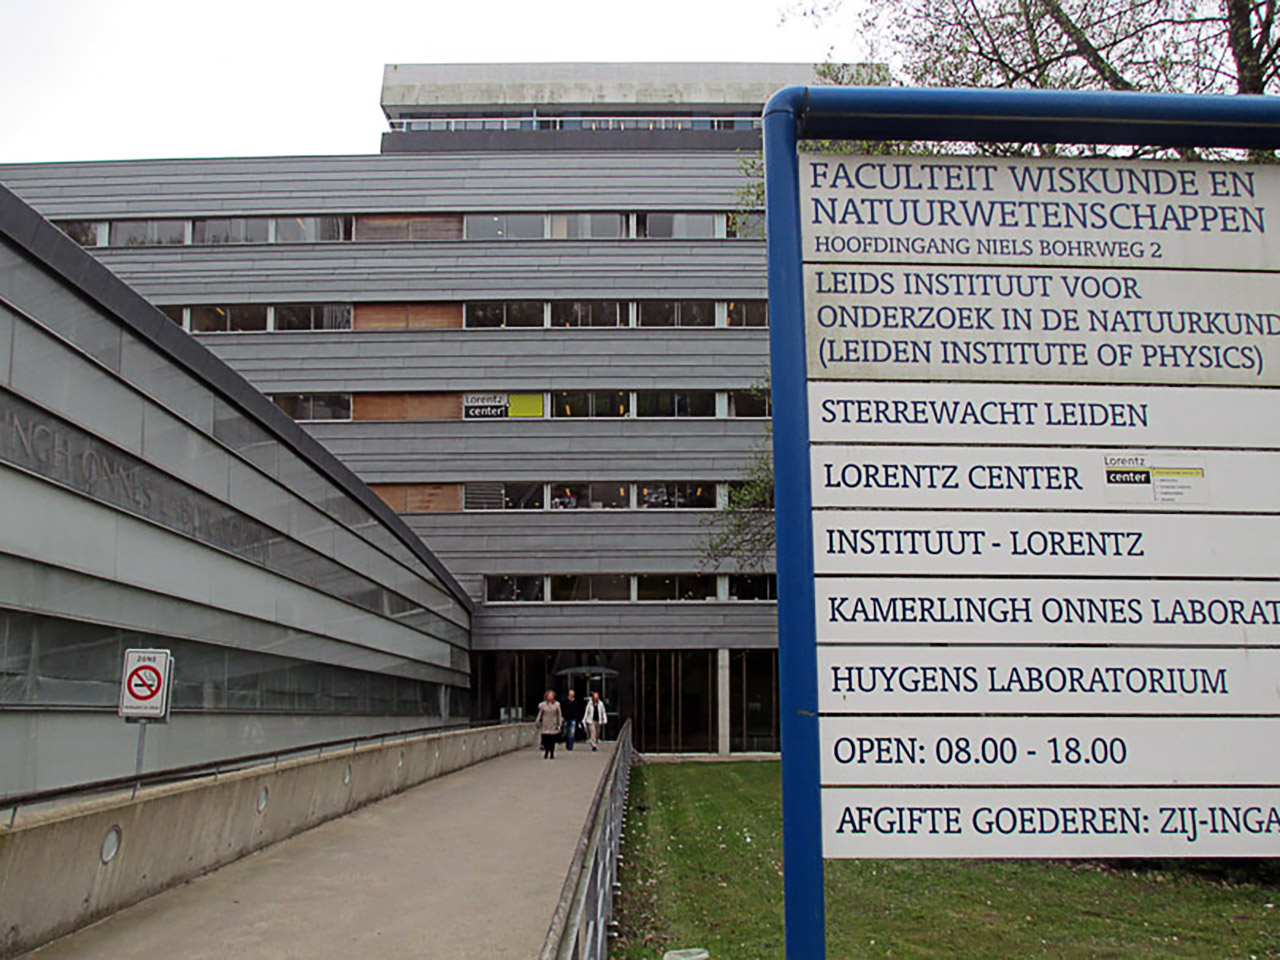 FACULTEIT WISKUNDE EN
NATUURWETENSCHAPPEN
HOOFDINGANG NIELS BOHRWEG 2
LEIDS INSTITUUT VOOR
ONDERZOEK IN DE NATUURKUND
(LEIDEN INSTITUTE OF PHYSICS)
STERREWACHT LEIDEN
LORENTZ CENTER
Lorentz
center
INSTITUUT - LORENTZ
KAMERLINGH ONNES LABORAT
HUYGENS LABORATORIUM
OPEN: 08.00 - 18.00
AFGIFTE GOEDEREN: ZIJ-INGA
Lorentz
center
INGH ONNES LABORATORIUM
ZONE